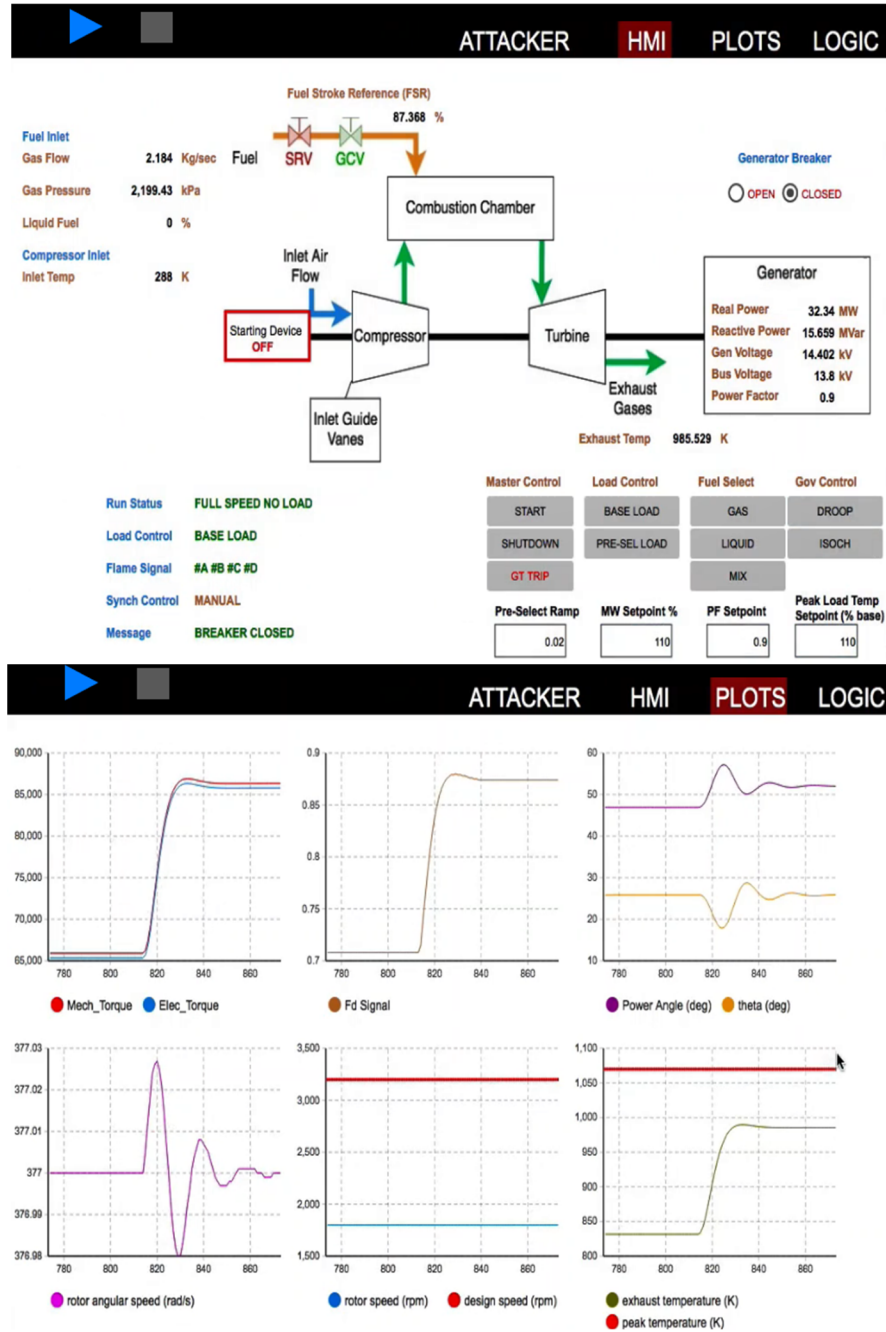 ATTACKER HMI PLOTS LOGIC
Fuel Stroke Reference (FSR)
87.368 %
Fuel Inlet
Gas Flow 2.184 Kg/sec
Fuel SRV GCV
Generator Breaker
Gas Pressure 2,199.43 kPa
OPEN CLOSED
Combustion Chamber
Liquid Fuel 0 %
Compressor Inlet
Inlet Temp 288 K
Inlet Air
Flow
Generator
Real Power 32.34 MW
Reactive Power 15.659 MVar
Gen Voltage 14.402 kV
Bus Voltage 13.8 kV
Power Factor 0.9
Starting Device
OFF
Compressor
Turbine
Exhaust
Gases
Inlet Guide
Vanes
Exhaust Temp 985.529 K
Run Status FULL SPEED NO LOAD
Load Control BASE LOAD
Flame Signal #A #B #C #D
Synch Control MANUAL
Message BREAKER CLOSED
Master Control Load Control Fuel Select Gov Control
START BASE LOAD GAS DROOP
SHUTDOWN PRE-SEL LOAD LIQUID ISOCH
GT TRIP MIX
Pre-Select Ramp MW Setpoint % PF Setpoint Peak Load Temp
Setpoint (% base)
0.02 110 0.9 110
ATTACKER HMI PLOTS LOGIC
90,000
85,000
80,000
75,000
70,000
65,000
780 800 820 840 860
Mech_Torque Elec_Torque
0.9
0.85
0.8
0.75
0.7
780 800 820 840 860
Fd Signal
60
50
40
30
20
10
780 800 820 840 860
Power Angle (deg) theta (deg)
377.03
377.02
377.01
377
376.99
376.98
780 800 820 840 860
rotor angular speed (rad/s)
3,500
3,000
2,500
2,000
1,500
780 800 820 840 860
rotor speed (rpm) design speed (rpm)
1,100
1,050
1,000
950
900
850
800
780 800 820 840 860
exhaust temperature (K)
peak temperature (K)